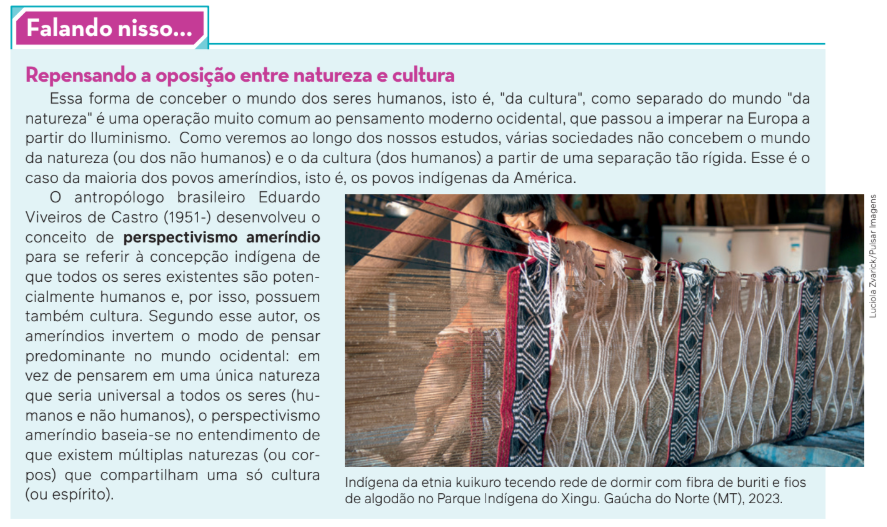 Falando nisso...
Repensando a oposição entre natureza e cultura
Essa forma de conceber o mundo dos seres humanos, isto é, "da cultura", como separado do mundo "da
natureza" é uma operação muito comum ao pensamento moderno ocidental, que passou a imperar na Europa a
partir do Iluminismo. Como veremos ao longo dos nossos estudos, várias sociedades não concebem o mundo
da natureza (ou dos não humanos) e o da cultura (dos humanos) a partir de uma separação tão rígida. Esse é o
caso da maioria dos povos ameríndios, isto é, os povos indígenas da América.
O antropólogo brasileiro Eduardo
Viveiros de Castro (1951-) desenvolveu o
conceito de perspectivismo ameríndio
para se referir à concepção indígena de
que todos os seres existentes são poten-
cialmente humanos e, por isso, possuem
também cultura. Segundo esse autor, os
ameríndios invertem o modo de pensar
predominante no mundo ocidental: em
vez de pensarem em uma única natureza
que seria universal a todos os seres (hu-
manos e não humanos), o perspectivismo
ameríndio baseia-se no entendimento de
que existem múltiplas naturezas (ou cor-
pos) que compartilham uma só cultura
(ou espírito).
Luciola Zvarick/Pulsar Imagens
Indígena da etnia kuikuro tecendo rede de dormir com fibra de buriti e fios
de algodão no Parque Indígena do Xingu. Gaúcha do Norte (MT), 2023.